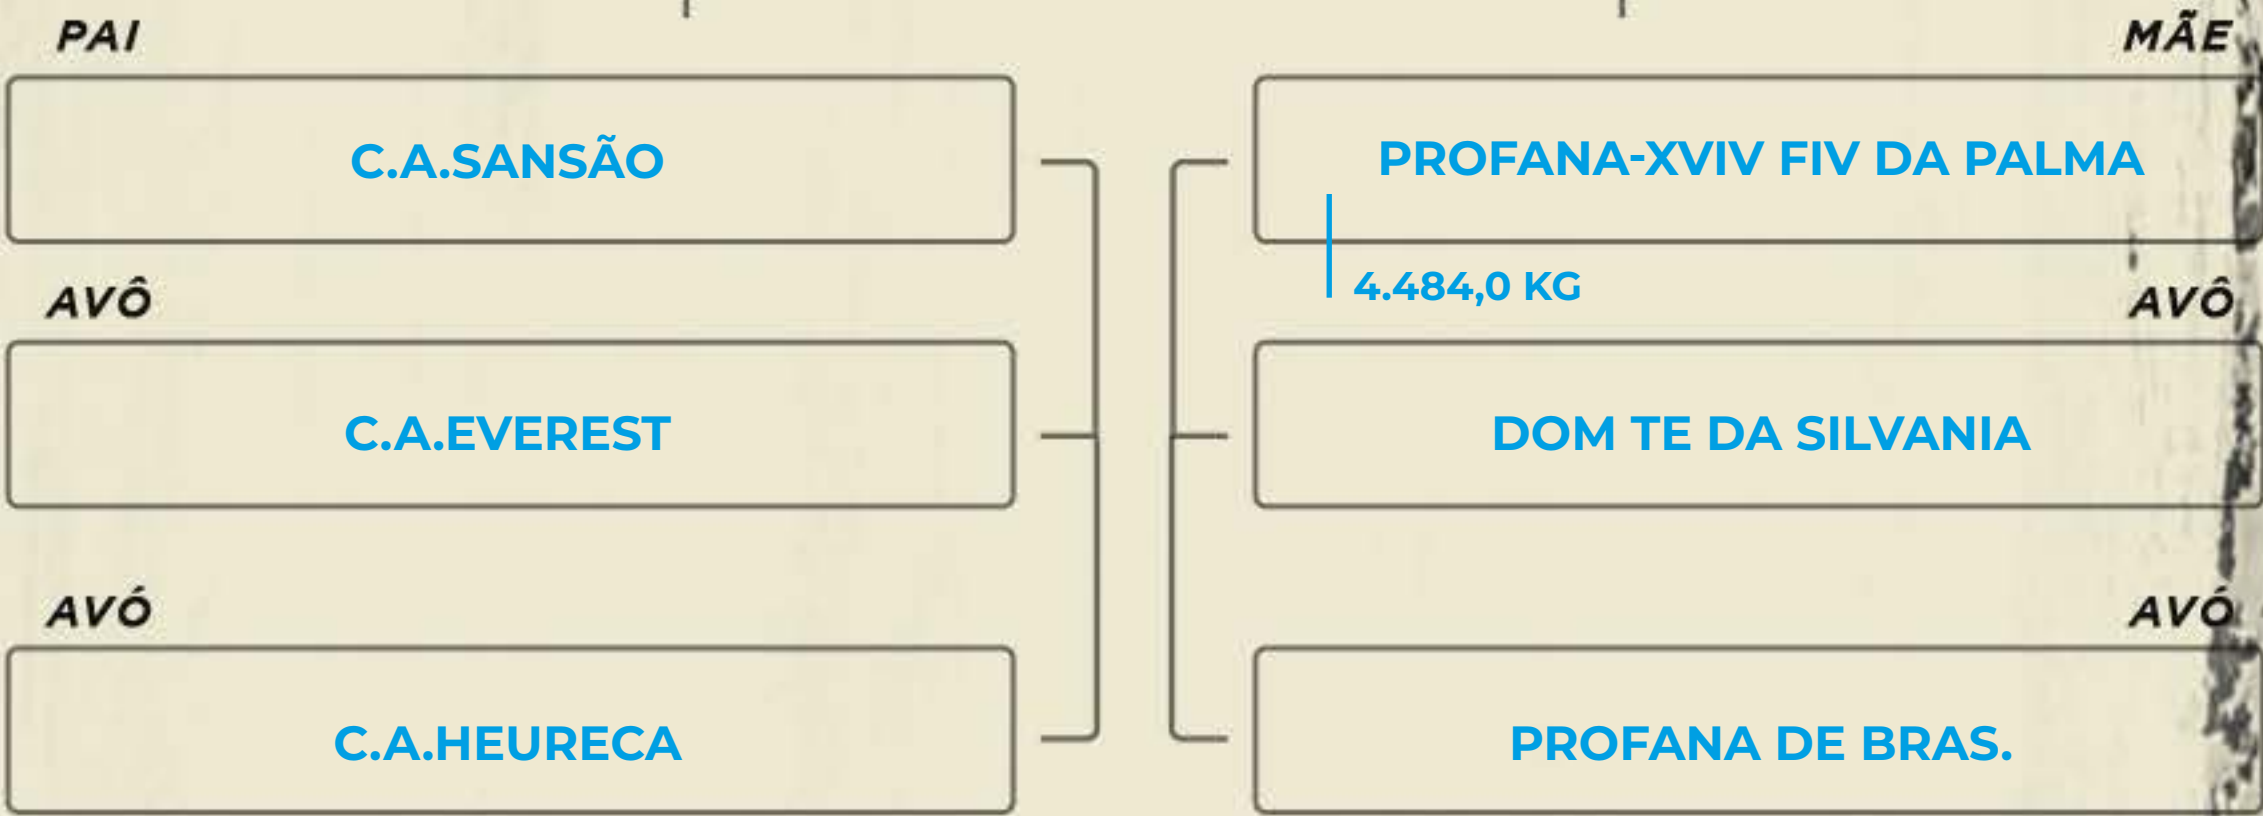 PAI
MÃE
C.A.SANSÃO
PROFANA-XVIV FIV DA PALMA
4.484,0 KG
AVÔ
AVÔ
C.A.EVEREST
DOM TE DA SILVANIA
AVÓ
AVÓ
C.A.HEURECA
PROFANA DE BRAS.